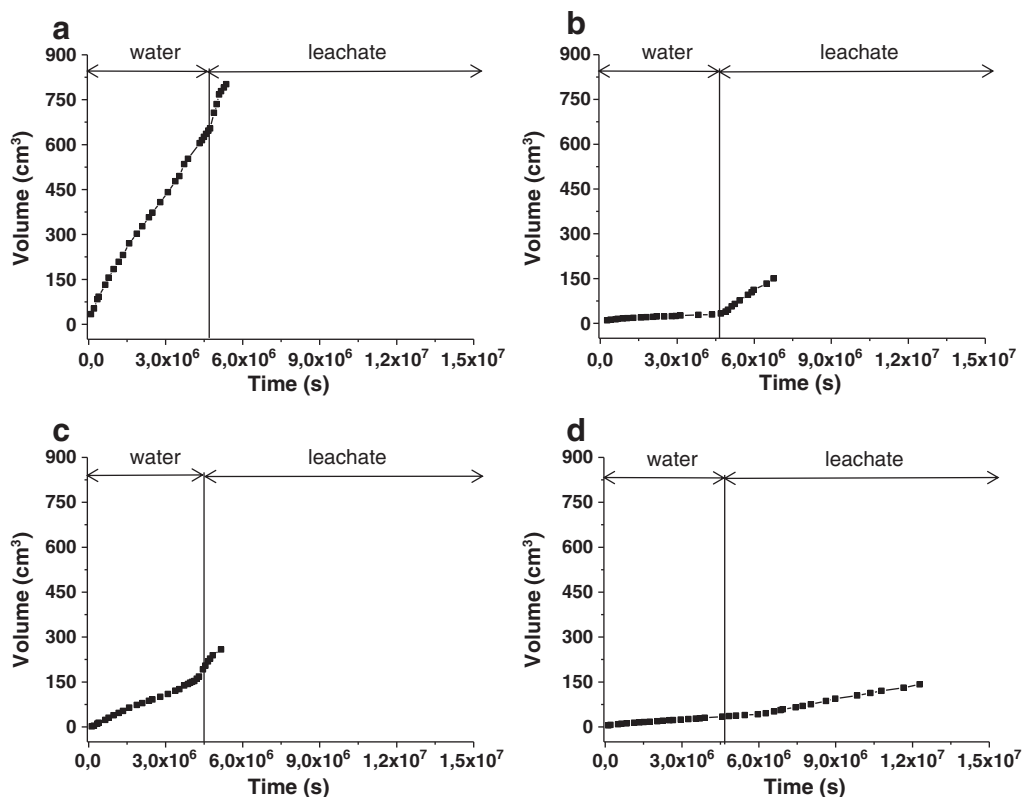 a
water leachate
900
750
600
450
300
150
0
Volume (cm³)
0,0 3,0x10⁶ 6,0x10⁶ 9,0x10⁶ 1,2x10⁷ 1,5x10⁷
Time (s)
b
water leachate
900
750
600
450
300
150
0
Volume (cm³)
0,0 3,0x10⁶ 6,0x10⁶ 9,0x10⁶ 1,2x10⁷ 1,5x10⁷
Time (s)
c
water leachate
900
750
600
450
300
150
0
Volume (cm³)
0,0 3,0x10⁶ 6,0x10⁶ 9,0x10⁶ 1,2x10⁷ 1,5x10⁷
Time (s)
d
water leachate
900
750
600
450
300
150
0
Volume (cm³)
0,0 3,0x10⁶ 6,0x10⁶ 9,0x10⁶ 1,2x10⁷ 1,5x10⁷
Time (s)